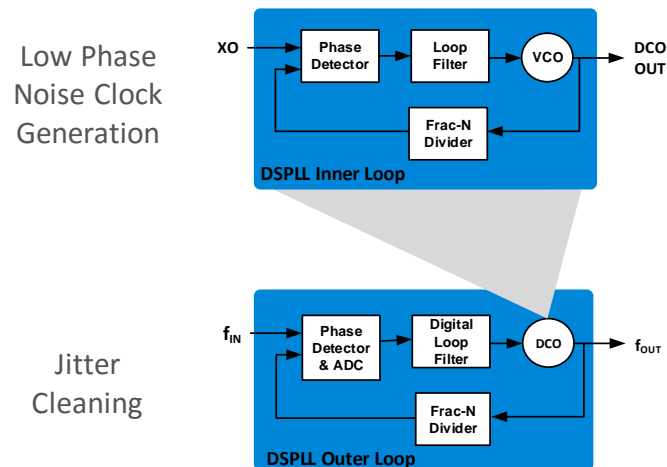 Low Phase
Noise Clock
Generation
XO
Phase
Detector
Loop
Filter
VCO
DCO
OUT
Frac-N
Divider
DSPLL Inner Loop
Jitter
Cleaning
fIN
Phase
Detector
& ADC
Digital
Loop
Filter
DCO
fOUT
Frac-N
Divider
DSPLL Outer Loop